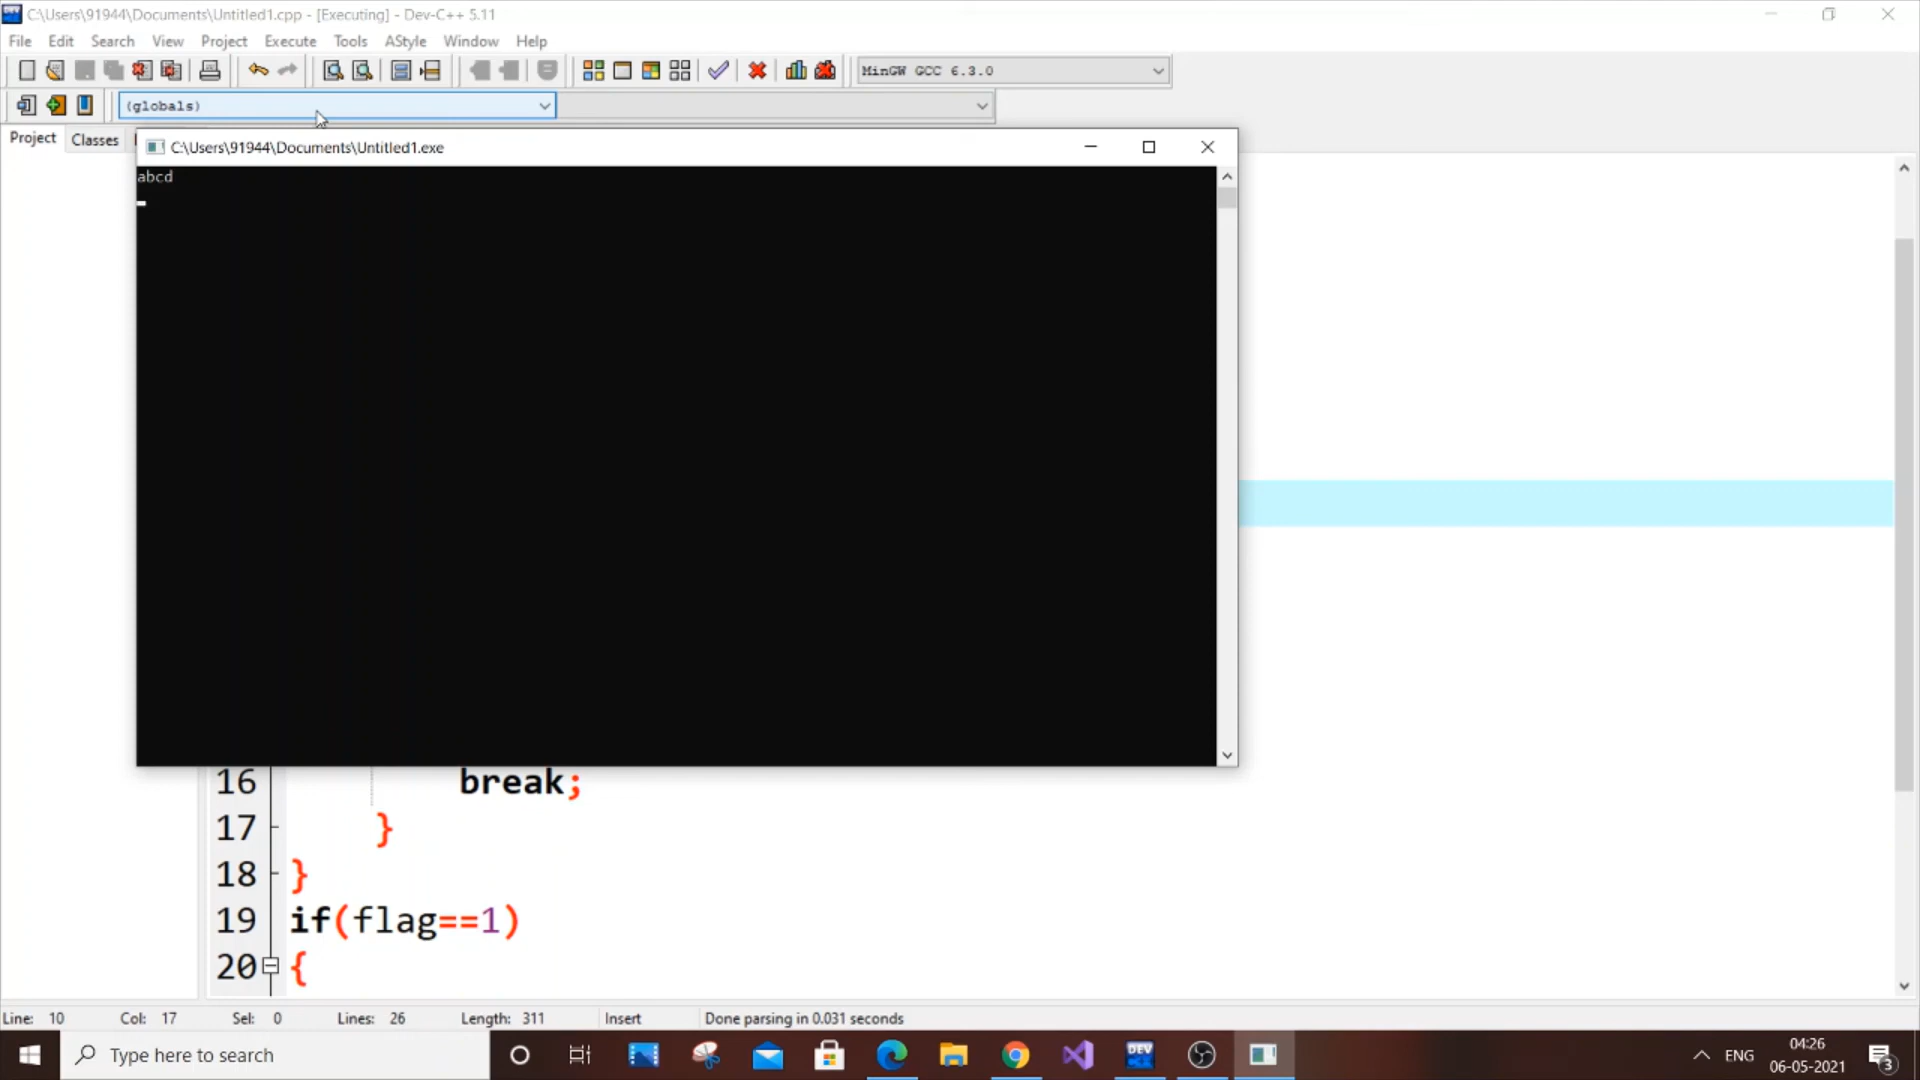 C:\Users\91944\Documents\Untitled1.cpp - [Executing] - Dev-C++ 5.11
File Edit Search View Project Execute Tools AStyle Window Help
MinGW GCC 6.3.0
(globals)
Project Classes
C:\Users\91944\Documents\Untitled1.exe
abcd
16 break;
17 }
18 }
19 if(flag==1)
20 {
Line: 10 Col: 17 Sel: 0 Lines: 26 Length: 311 Insert Done parsing in 0.031 seconds
Type here to search
DEV
ENG
04:26
06-05-2021
3